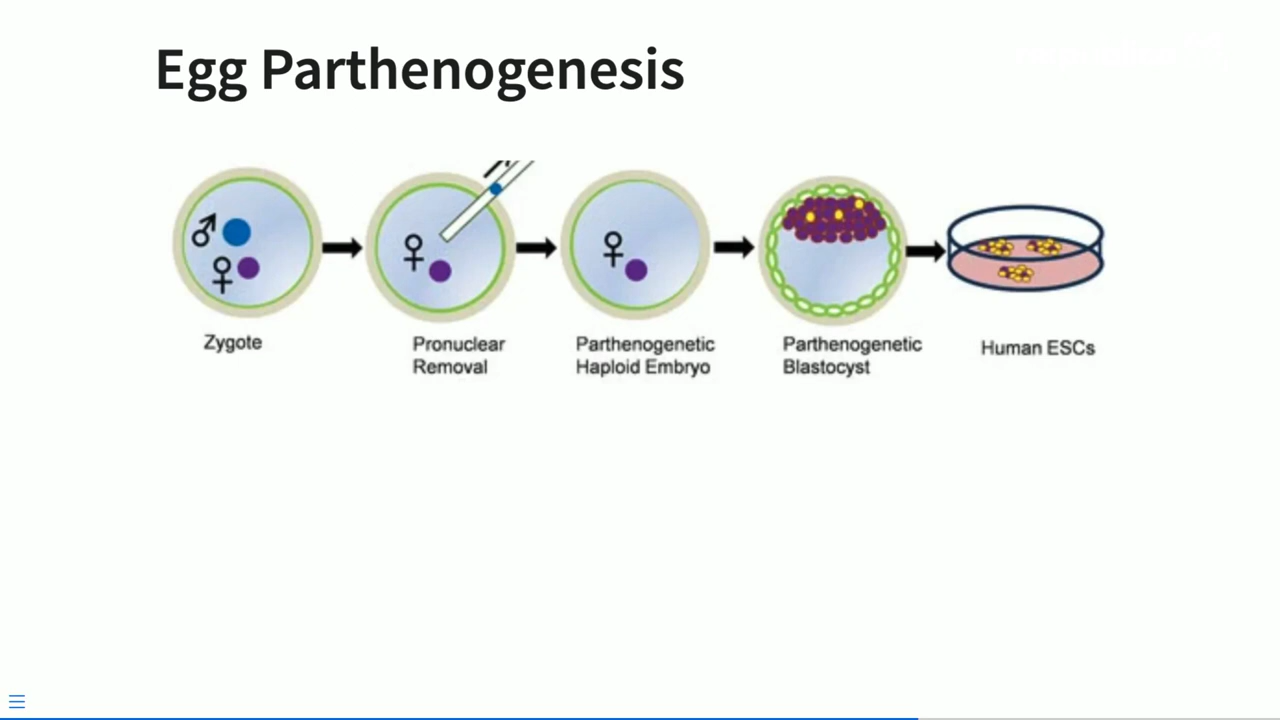 Egg Parthenogenesis
Zygote
Pronuclear
Removal
Parthenogenetic
Haploid Embryo
Parthenogenetic
Blastocyst
Human ESCs